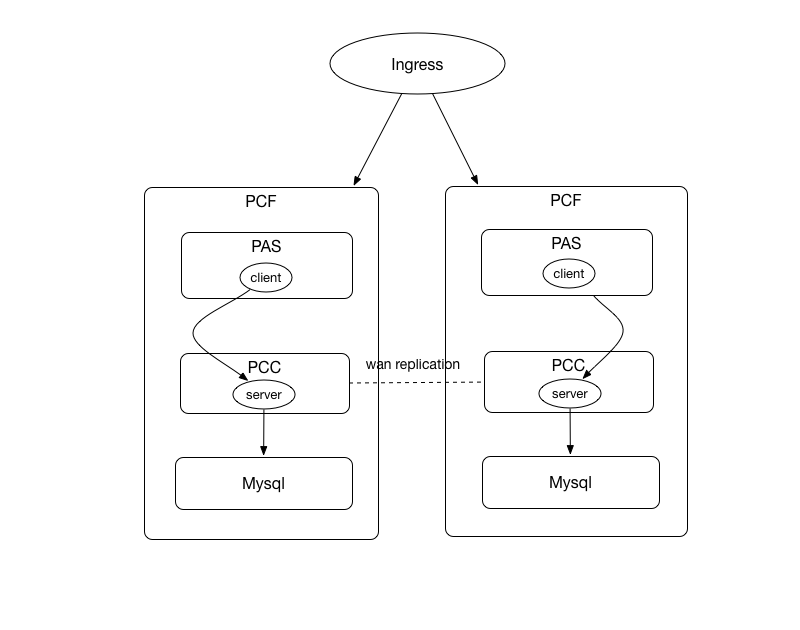 Ingress
PCF
PAS
client
PCC
server
Mysql
wan replication
PCF
PAS
client
PCC
server
Mysql